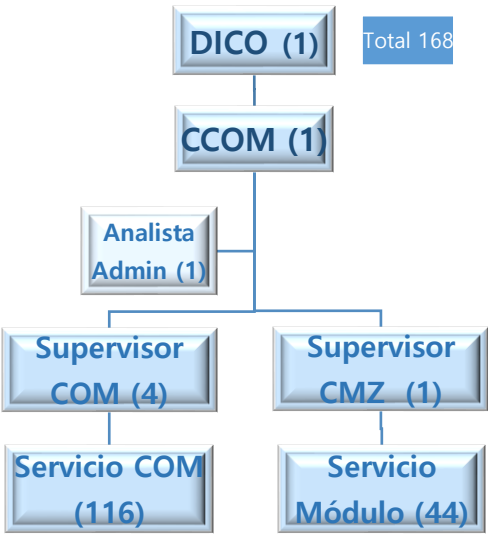 DICO (1)
Total 168
CCOM (1)
Analista
Admin (1)
Supervisor
COM (4)
Supervisor
CMZ (1)
Servicio COM
(116)
Servicio
Módulo (44)